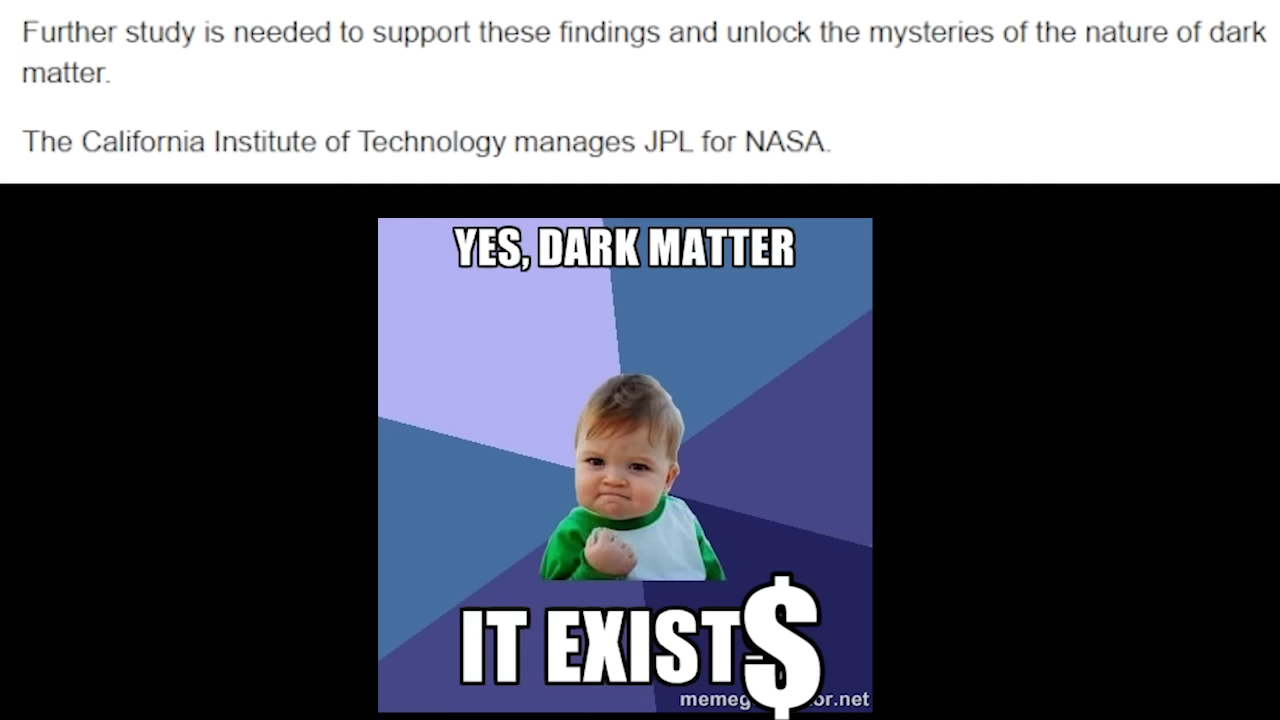 Further study is needed to support these findings and unlock the mysteries of the nature of dark
matter.
The California Institute of Technology manages JPL for NASA.
YES, DARK MATTER
IT EXIST$